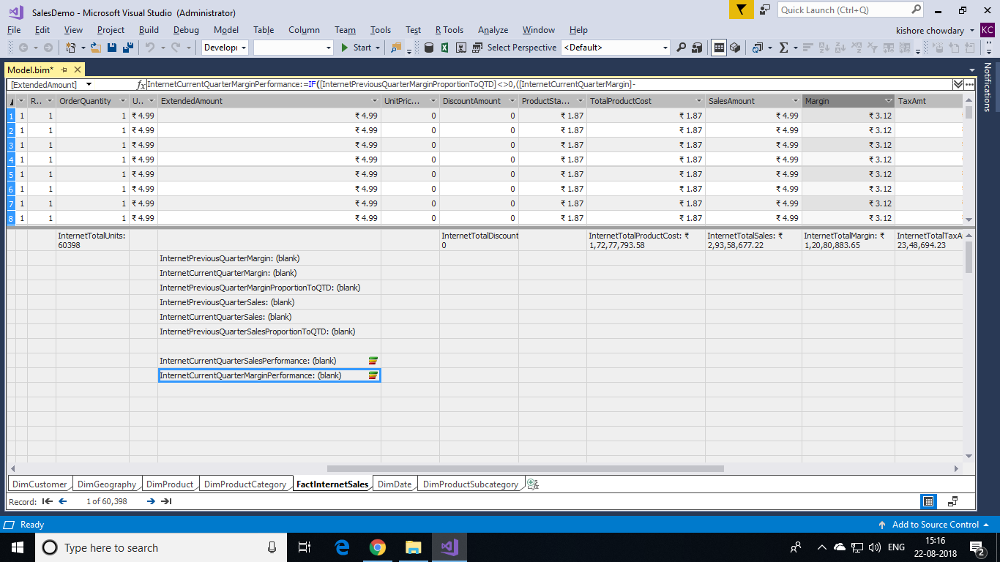 SalesDemo - Microsoft Visual Studio (Administrator)
Quick Launch (Ctrl+Q)
File Edit View Project Build Debug Model Table Column Team Tools Test R Tools Analyze Window Help
kishore chowdary KC
Develop Start Select Perspective <Default>
Model.bim*
Notifications
[ExtendedAmount] fx InternetCurrentQuarterMarginPerformance:=IF([InternetPreviousQuarterMarginProportionToQTD]<>0,([InternetCurrentQuarterMargin]-
R... OrderQuantity U... ExtendedAmount UnitPric... DiscountAmount ProductSta... TotalProductCost SalesAmount Margin TaxAmt
1 1 1 1 ₹ 4.99 ₹ 4.99 0 0 ₹ 1.87 ₹ 1.87 ₹ 4.99 ₹ 3.12
2 1 1 1 ₹ 4.99 ₹ 4.99 0 0 ₹ 1.87 ₹ 1.87 ₹ 4.99 ₹ 3.12
3 1 1 1 ₹ 4.99 ₹ 4.99 0 0 ₹ 1.87 ₹ 1.87 ₹ 4.99 ₹ 3.12
4 1 1 1 ₹ 4.99 ₹ 4.99 0 0 ₹ 1.87 ₹ 1.87 ₹ 4.99 ₹ 3.12
5 1 1 1 ₹ 4.99 ₹ 4.99 0 0 ₹ 1.87 ₹ 1.87 ₹ 4.99 ₹ 3.12
6 1 1 1 ₹ 4.99 ₹ 4.99 0 0 ₹ 1.87 ₹ 1.87 ₹ 4.99 ₹ 3.12
7 1 1 1 ₹ 4.99 ₹ 4.99 0 0 ₹ 1.87 ₹ 1.87 ₹ 4.99 ₹ 3.12
8 1 1 1 ₹ 4.99 ₹ 4.99 0 0 ₹ 1.87 ₹ 1.87 ₹ 4.99 ₹ 3.12
InternetTotalUnits: InternetTotalDiscount InternetTotalProductCost: ₹ InternetTotalSales: ₹ InternetTotalMargin: ₹ InternetTotalTaxA
60398 0 1,72,77,793.58 2,93,58,677.22 1,20,80,883.65 23,48,694.23
InternetPreviousQuarterMargin: (blank)
InternetCurrentQuarterMargin: (blank)
InternetPreviousQuarterMarginProportionToQTD: (blank)
InternetPreviousQuarterSales: (blank)
InternetCurrentQuarterSales: (blank)
InternetPreviousQuarterSalesProportionToQTD: (blank)
InternetCurrentQuarterSalesPerformance: (blank)
InternetCurrentQuarterMarginPerformance: (blank)
DimCustomer DimGeography DimProduct DimProductCategory FactInternetSales DimDate DimProductSubcategory
Record: 1 of 60,398
Ready Add to Source Control
Type here to search ENG 15:16
22-08-2018 2